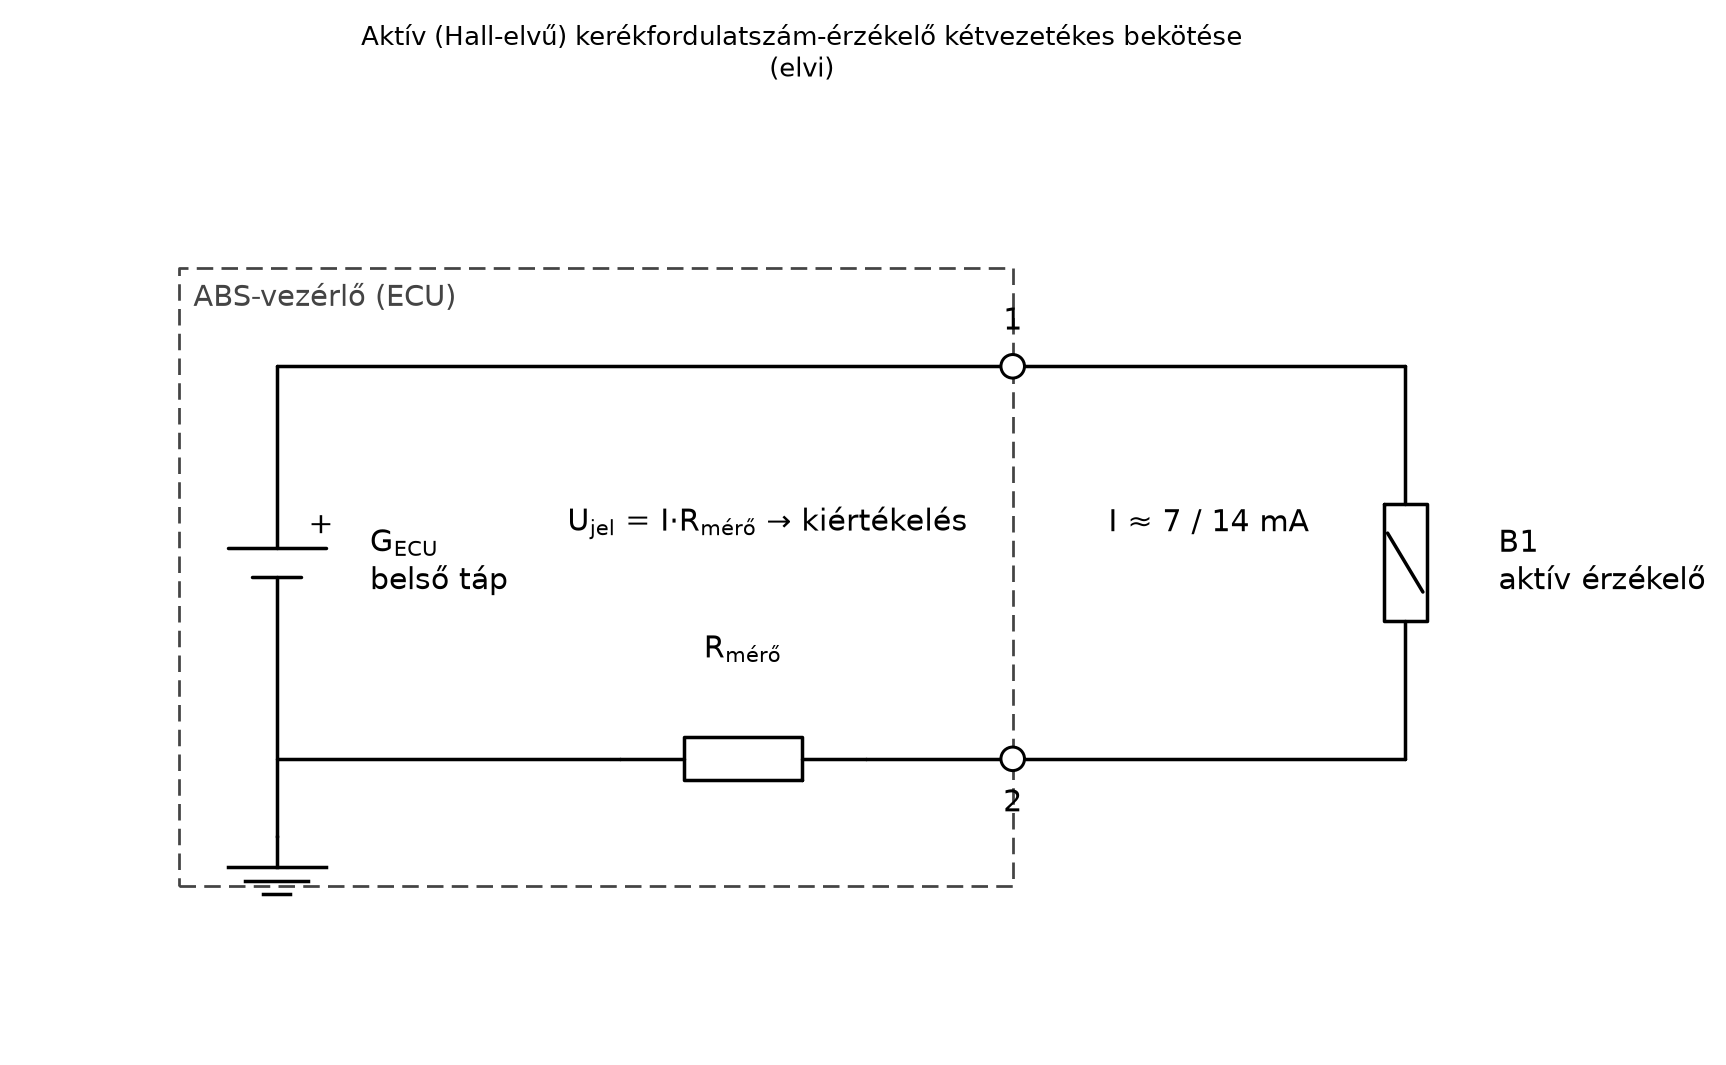 Aktív (Hall-elvű) kerékfordulatszám-érzékelő kétvezetékes bekötése
(elvi)
ABS-vezérlő (ECU)
1
+
G_ECU
belső táp
U_jel = I·R_mérő → kiértékelés
I ≈ 7 / 14 mA
B1
aktív érzékelő
R_mérő
2